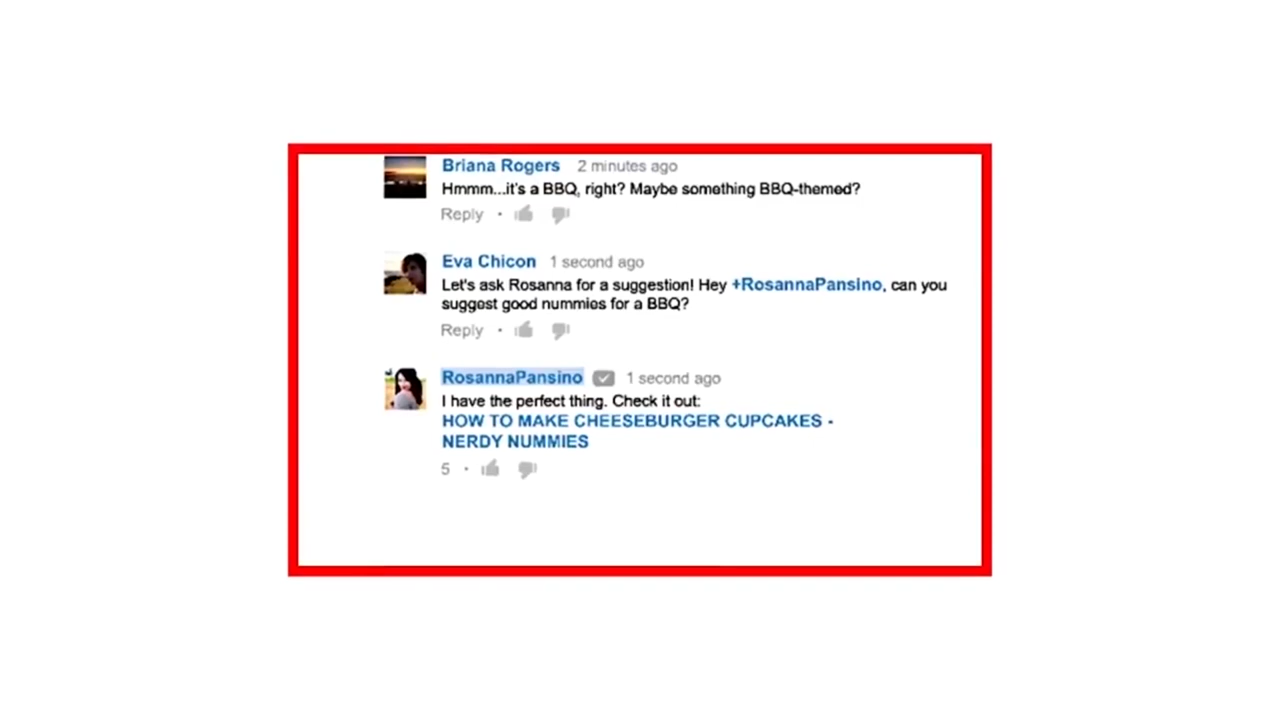 Briana Rogers 2 minutes ago
Hmmm...it's a BBQ, right? Maybe something BBQ-themed?
Reply •
Eva Chicon 1 second ago
Let's ask Rosanna for a suggestion! Hey +RosannaPansino, can you
suggest good nummies for a BBQ?
Reply •
RosannaPansino 1 second ago
I have the perfect thing. Check it out:
HOW TO MAKE CHEESEBURGER CUPCAKES -
NERDY NUMMIES
5 •